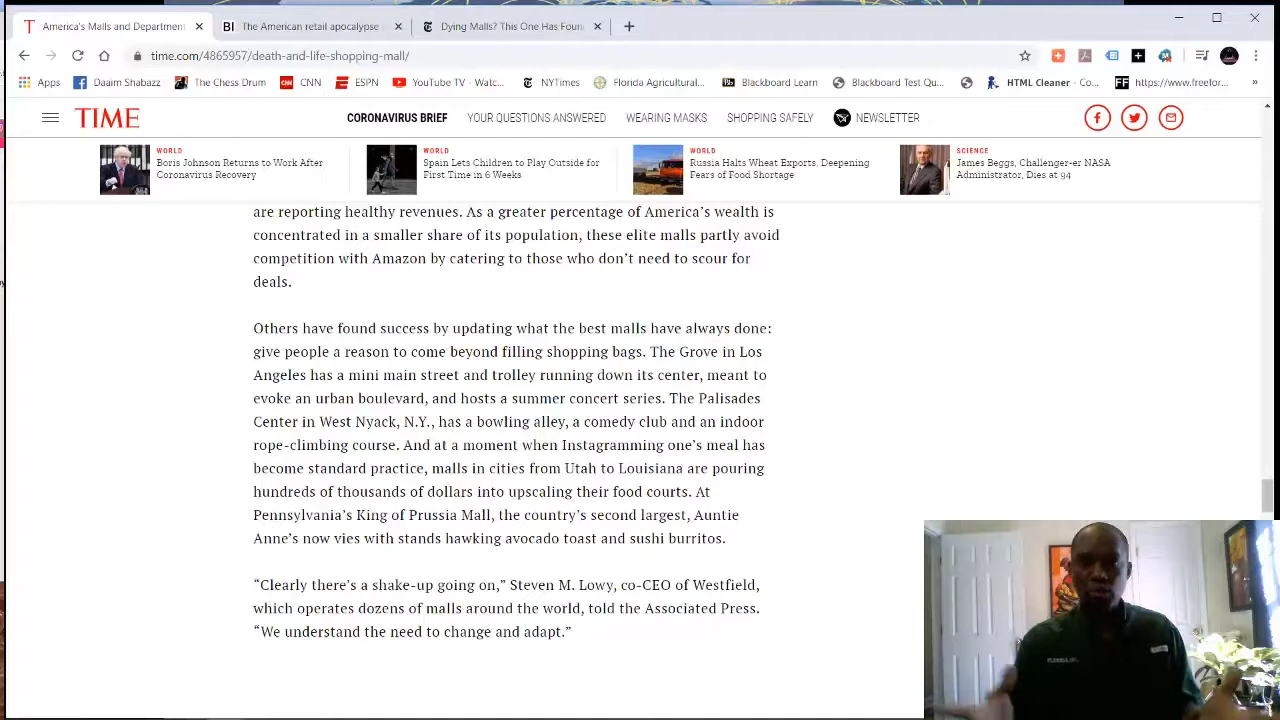 America's Malls and Department
BI The American retail apocalypse
Dying Malls? This One Has Foun
time.com/4865957/death-and-life-shopping-mall/
Apps Daaim Shabazz The Chess Drum CNN ESPN YouTube TV - Watc... NYTimes Florida Agricultural... Blackboard Learn Blackboard Test Qu... HTML Cleaner - Co... FF https://www.freefor...
TIME
CORONAVIRUS BRIEF YOUR QUESTIONS ANSWERED WEARING MASKS SHOPPING SAFELY NEWSLETTER
WORLD
Boris Johnson Returns to Work After
Coronavirus Recovery
WORLD
Spain Lets Children to Play Outside for
First Time in 6 Weeks
WORLD
Russia Halts Wheat Exports, Deepening
Fears of Food Shortage
SCIENCE
James Beggs, Challenger-er NASA
Administrator, Dies at 94
are reporting healthy revenues. As a greater percentage of America's wealth is
concentrated in a smaller share of its population, these elite malls partly avoid
competition with Amazon by catering to those who don't need to scour for
deals.
Others have found success by updating what the best malls have always done:
give people a reason to come beyond filling shopping bags. The Grove in Los
Angeles has a mini main street and trolley running down its center, meant to
evoke an urban boulevard, and hosts a summer concert series. The Palisades
Center in West Nyack, N.Y., has a bowling alley, a comedy club and an indoor
rope-climbing course. And at a moment when Instagramming one's meal has
become standard practice, malls in cities from Utah to Louisiana are pouring
hundreds of thousands of dollars into upscaling their food courts. At
Pennsylvania's King of Prussia Mall, the country's second largest, Auntie
Anne's now vies with stands hawking avocado toast and sushi burritos.
“Clearly there's a shake-up going on,” Steven M. Lowy, co-CEO of Westfield,
which operates dozens of malls around the world, told the Associated Press.
“We understand the need to change and adapt.”